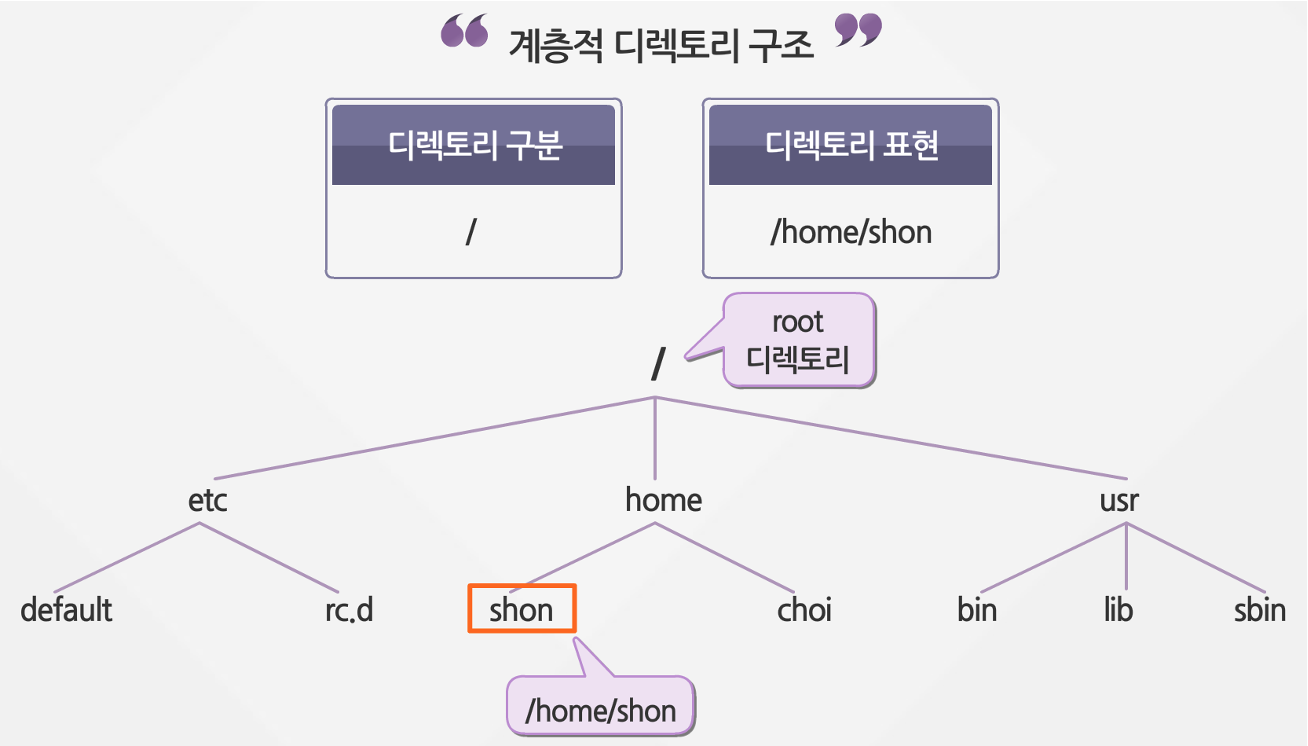 ❝ 계층적 디렉토리 구조 ❞
디렉토리 구분
/
디렉토리 표현
/home/shon
/
root
디렉토리
etc
home
usr
default
rc.d
shon
choi
bin
lib
sbin
/home/shon